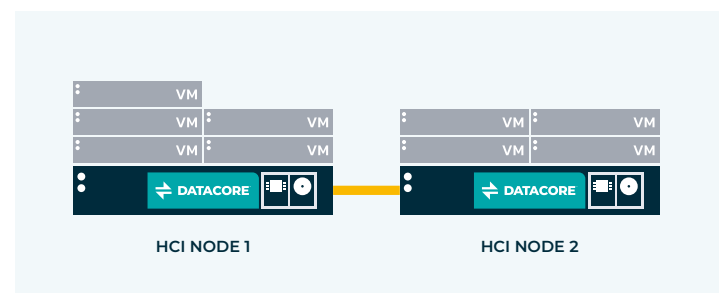 VM
VM VM VM VM
VM VM VM VM
DATACORE DATACORE
HCI NODE 1 HCI NODE 2